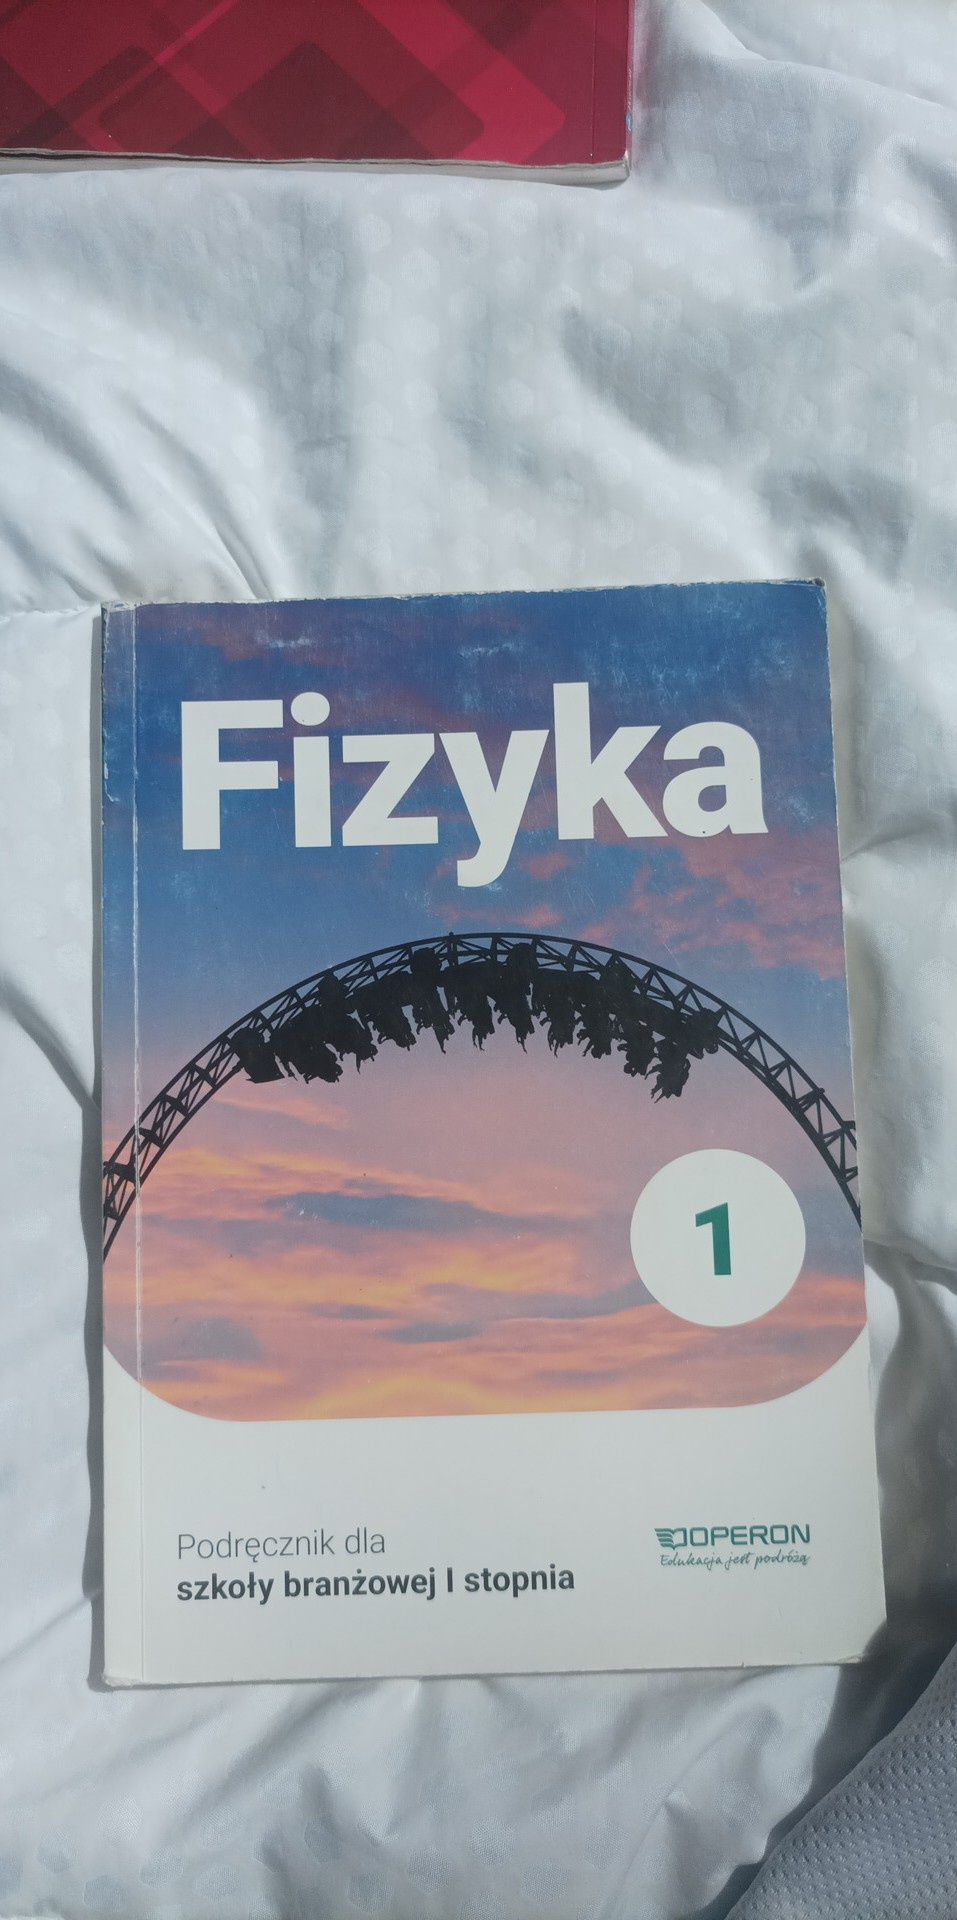 Fizyka
1
Podręcznik dla
szkoły branżowej I stopnia
OPERON
Edukacja jest podróżą